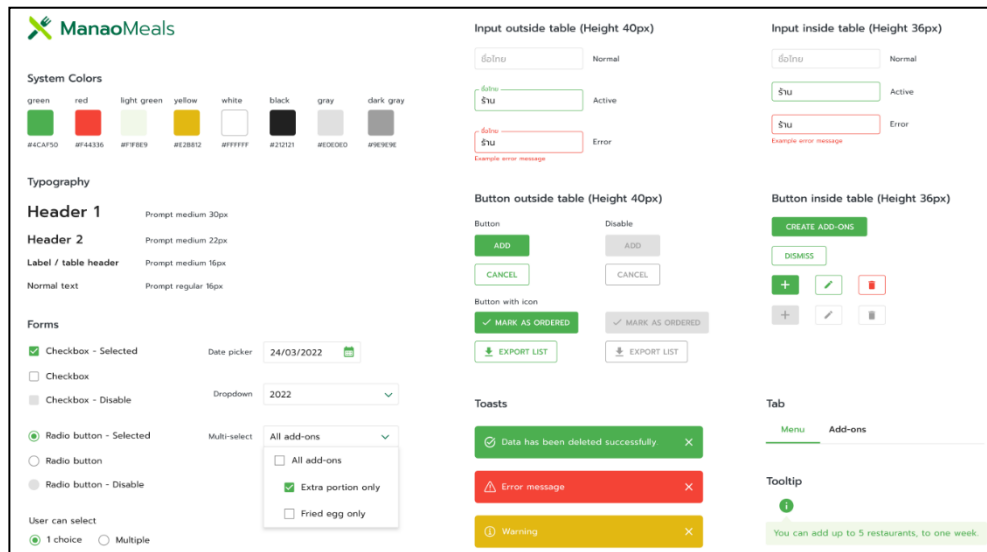 ManaoMeals
System Colors
green red light green yellow white black gray dark gray
#4CAF50 #F44336 #F1F8E9 #E2B812 #FFFFFF #212121 #E0E0E0 #9E9E9E
Typography
Header 1 Prompt medium 30px
Header 2 Prompt medium 22px
Label / table header Prompt medium 16px
Normal text Prompt regular 16px
Forms
Checkbox - Selected
Checkbox
Checkbox - Disable
Radio button - Selected
Radio button
Radio button - Disable
User can select
1 choice Multiple
Date picker 24/03/2022
Dropdown 2022
Multi-select All add-ons
All add-ons
Extra portion only
Fried egg only
Input outside table (Height 40px)
ชื่อไทย Normal
ชื่อไทย
ร้าน Active
ชื่อไทย
ร้าน Error
Example error message
Button outside table (Height 40px)
Button Disable
ADD ADD
CANCEL CANCEL
Button with icon
MARK AS ORDERED MARK AS ORDERED
EXPORT LIST EXPORT LIST
Toasts
Data has been deleted successfully.
Error message
Warning
Input inside table (Height 36px)
ชื่อไทย Normal
ร้าน Active
ร้าน Error
Example error message
Button inside table (Height 36px)
CREATE ADD-ONS
DISMISS
Tab
Menu Add-ons
Tooltip
You can add up to 5 restaurants, to one week.